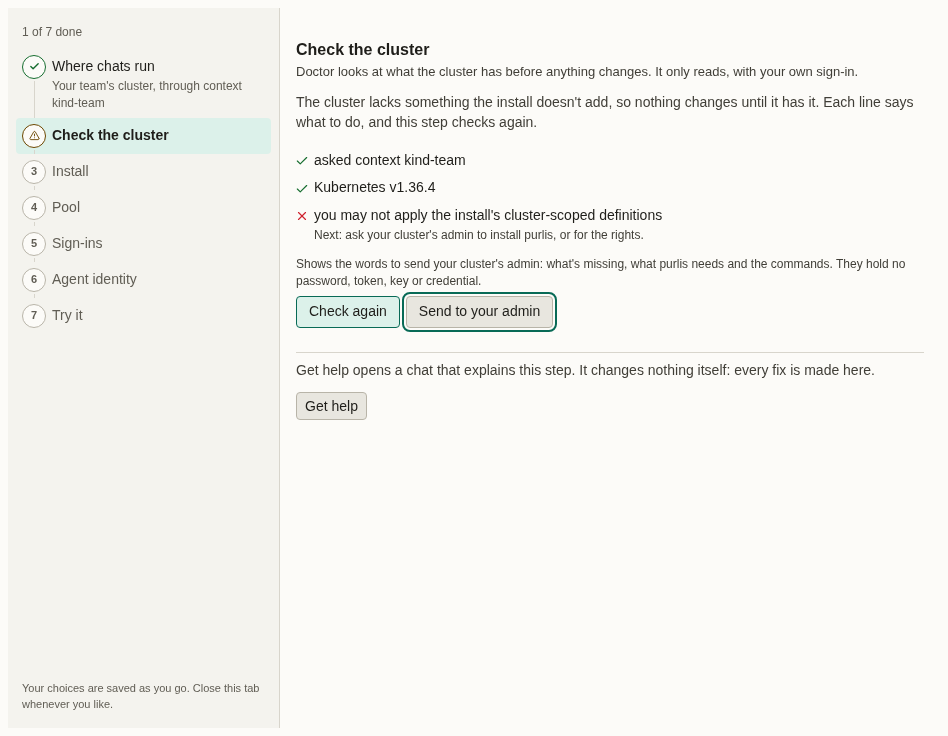 1 of 7 done
Where chats run
Your team's cluster, through context
kind-team
Check the cluster
3 Install
4 Pool
5 Sign-ins
6 Agent identity
7 Try it
Your choices are saved as you go. Close this tab
whenever you like.
Check the cluster
Doctor looks at what the cluster has before anything changes. It only reads, with your own sign-in.
The cluster lacks something the install doesn't add, so nothing changes until it has it. Each line says
what to do, and this step checks again.
asked context kind-team
Kubernetes v1.36.4
you may not apply the install's cluster-scoped definitions
Next: ask your cluster's admin to install purlis, or for the rights.
Shows the words to send your cluster's admin: what's missing, what purlis needs and the commands. They hold no
password, token, key or credential.
Check again
Send to your admin
Get help opens a chat that explains this step. It changes nothing itself: every fix is made here.
Get help